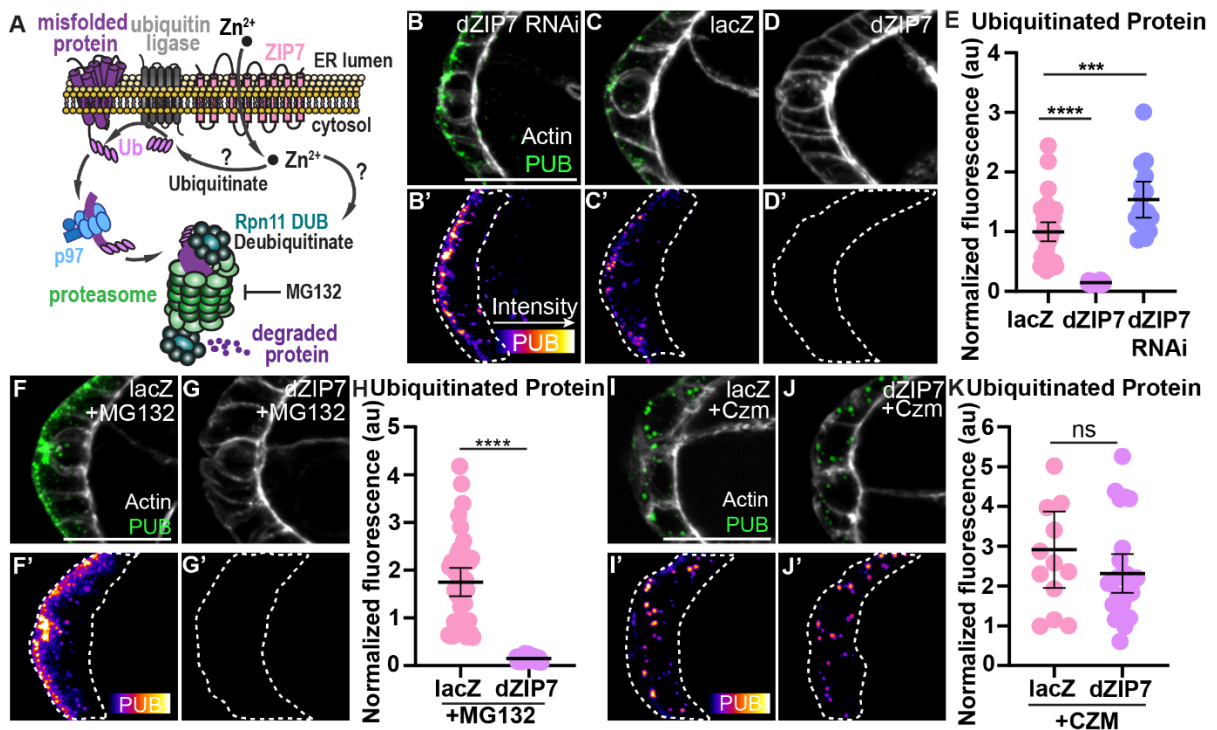 A
misfolded
protein
ubiquitin
ligase
Zn²⁺
ZIP7
ER lumen
cytosol
Ub
?
Zn²⁺
?
Ubiquitinate
p97
Rpn11 DUB
Deubiquitinate
proteasome
MG132
degraded
protein
B
dZIP7 RNAi
Actin
PUB
C
lacZ
D
dZIP7
B'
Intensity
PUB
C'
D'
E
Ubiquitinated Protein
Normalized fluorescence (au)
***
****
4
3
2
1
0
lacZ
dZIP7
dZIP7
RNAi
F
lacZ
+MG132
Actin
PUB
G
dZIP7
+MG132
F'
PUB
G'
H
Ubiquitinated Protein
Normalized fluorescence (au)
****
5
4
3
2
1
0
lacZ
dZIP7
+MG132
I
lacZ
+Czm
Actin
PUB
J
dZIP7
+Czm
I'
PUB
J'
K
Ubiquitinated Protein
Normalized fluorescence (au)
ns
6
5
4
3
2
1
0
lacZ
dZIP7
+CZM